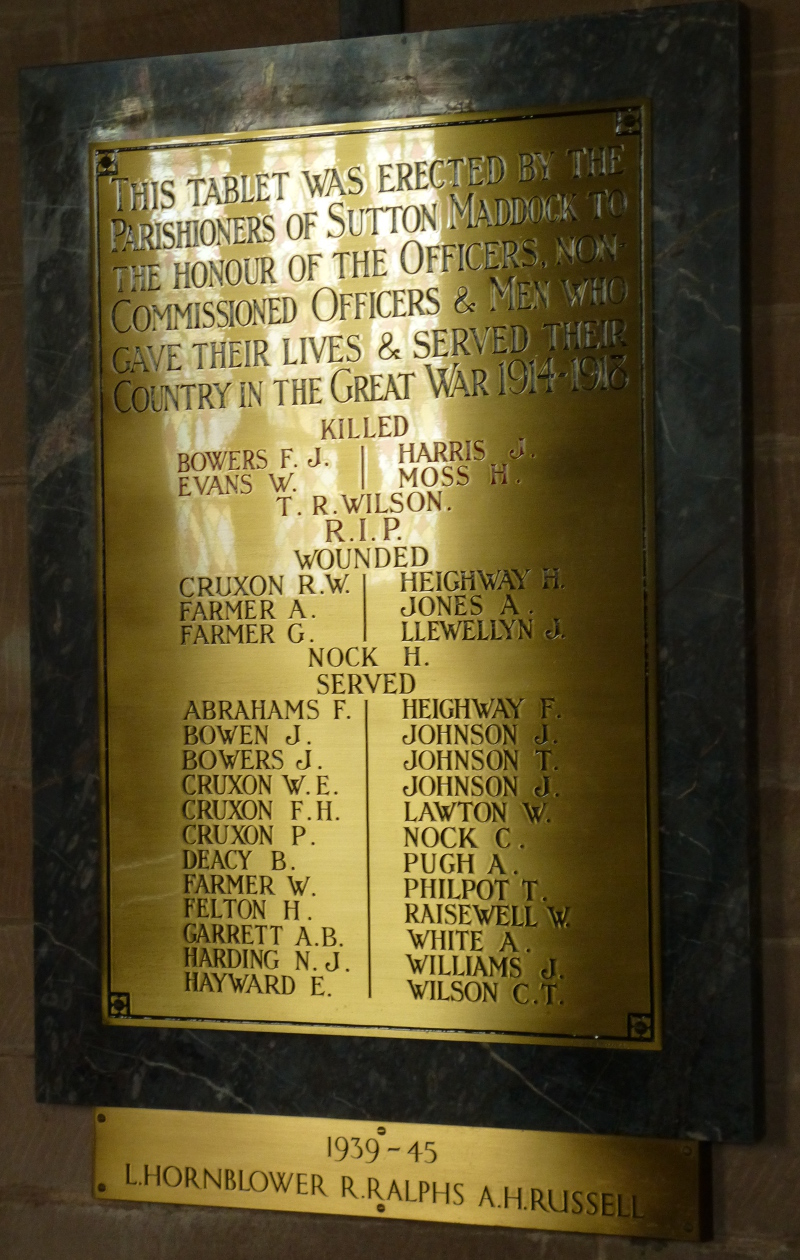 THIS TABLET WAS ERECTED BY THE
PARISHIONERS OF SUTTON MADDOCK TO
THE HONOUR OF THE OFFICERS, NON-
COMMISSIONED OFFICERS & MEN WHO
GAVE THEIR LIVES & SERVED THEIR
COUNTRY IN THE GREAT WAR 1914-1918
KILLED
BOWERS F. J. HARRIS J.
EVANS W. MOSS H.
T. R. WILSON.
R.I.P.
WOUNDED
CRUXON R.W. HEIGHWAY H.
FARMER A. JONES A.
FARMER G. LLEWELLYN J.
NOCK H.
SERVED
ABRAHAMS F. HEIGHWAY F.
BOWEN J. JOHNSON J.
BOWERS J. JOHNSON T.
CRUXON W.E. JOHNSON J.
CRUXON F.H. LAWTON W.
CRUXON P. NOCK C.
DEACY B. PUGH A.
FARMER W. PHILPOT T.
FELTON H. RAISEWELL W.
GARRETT A.B. WHITE A.
HARDING N.J. WILLIAMS J.
HAYWARD E. WILSON C.T.
1939-45
L.HORNBLOWER R.RALPHS A.H.RUSSELL